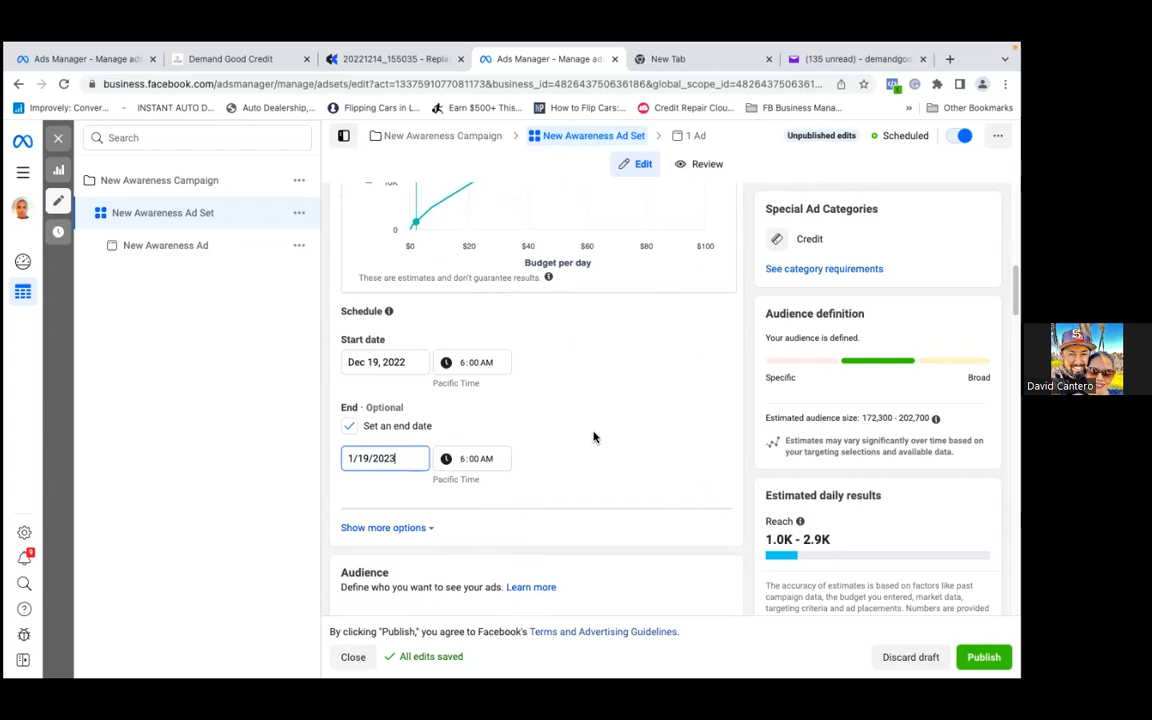 Ads Manager - Manage ad
Demand Good Credit
20221214_155035 - Repla
Ads Manager - Manage ad
New Tab
(135 unread) - demandgoo
business.facebook.com/adsmanager/manage/adsets/edit?act=1337591077081173&business_id=482643750636186&global_scope_id=4826437506361...
Improvely: Conver...
INSTANT AUTO D...
Auto Dealership,...
Flipping Cars in L...
Earn $500+ This...
How to Flip Cars:...
Credit Repair Clou...
FB Business Mana...
»
Other Bookmarks
Search
New Awareness Campaign
New Awareness Ad Set
1 Ad
Unpublished edits
Scheduled
Edit
Review
New Awareness Campaign
New Awareness Ad Set
New Awareness Ad
9
10K
0
$0 $20 $40 $60 $80 $100
Budget per day
These are estimates and don't guarantee results.
Schedule
Start date
Dec 19, 2022
6:00 AM
Pacific Time
End · Optional
Set an end date
1/19/2023
6:00 AM
Pacific Time
Show more options
Audience
Define who you want to see your ads. Learn more
Special Ad Categories
Credit
See category requirements
Audience definition
Your audience is defined.
Specific
Broad
Estimated audience size: 172,300 - 202,700
Estimates may vary significantly over time based on
your targeting selections and available data.
Estimated daily results
Reach
1.0K - 2.9K
The accuracy of estimates is based on factors like past
campaign data, the budget you entered, market data,
targeting criteria and ad placements. Numbers are provided
By clicking "Publish," you agree to Facebook's Terms and Advertising Guidelines.
Close
All edits saved
Discard draft
Publish
David Cantero